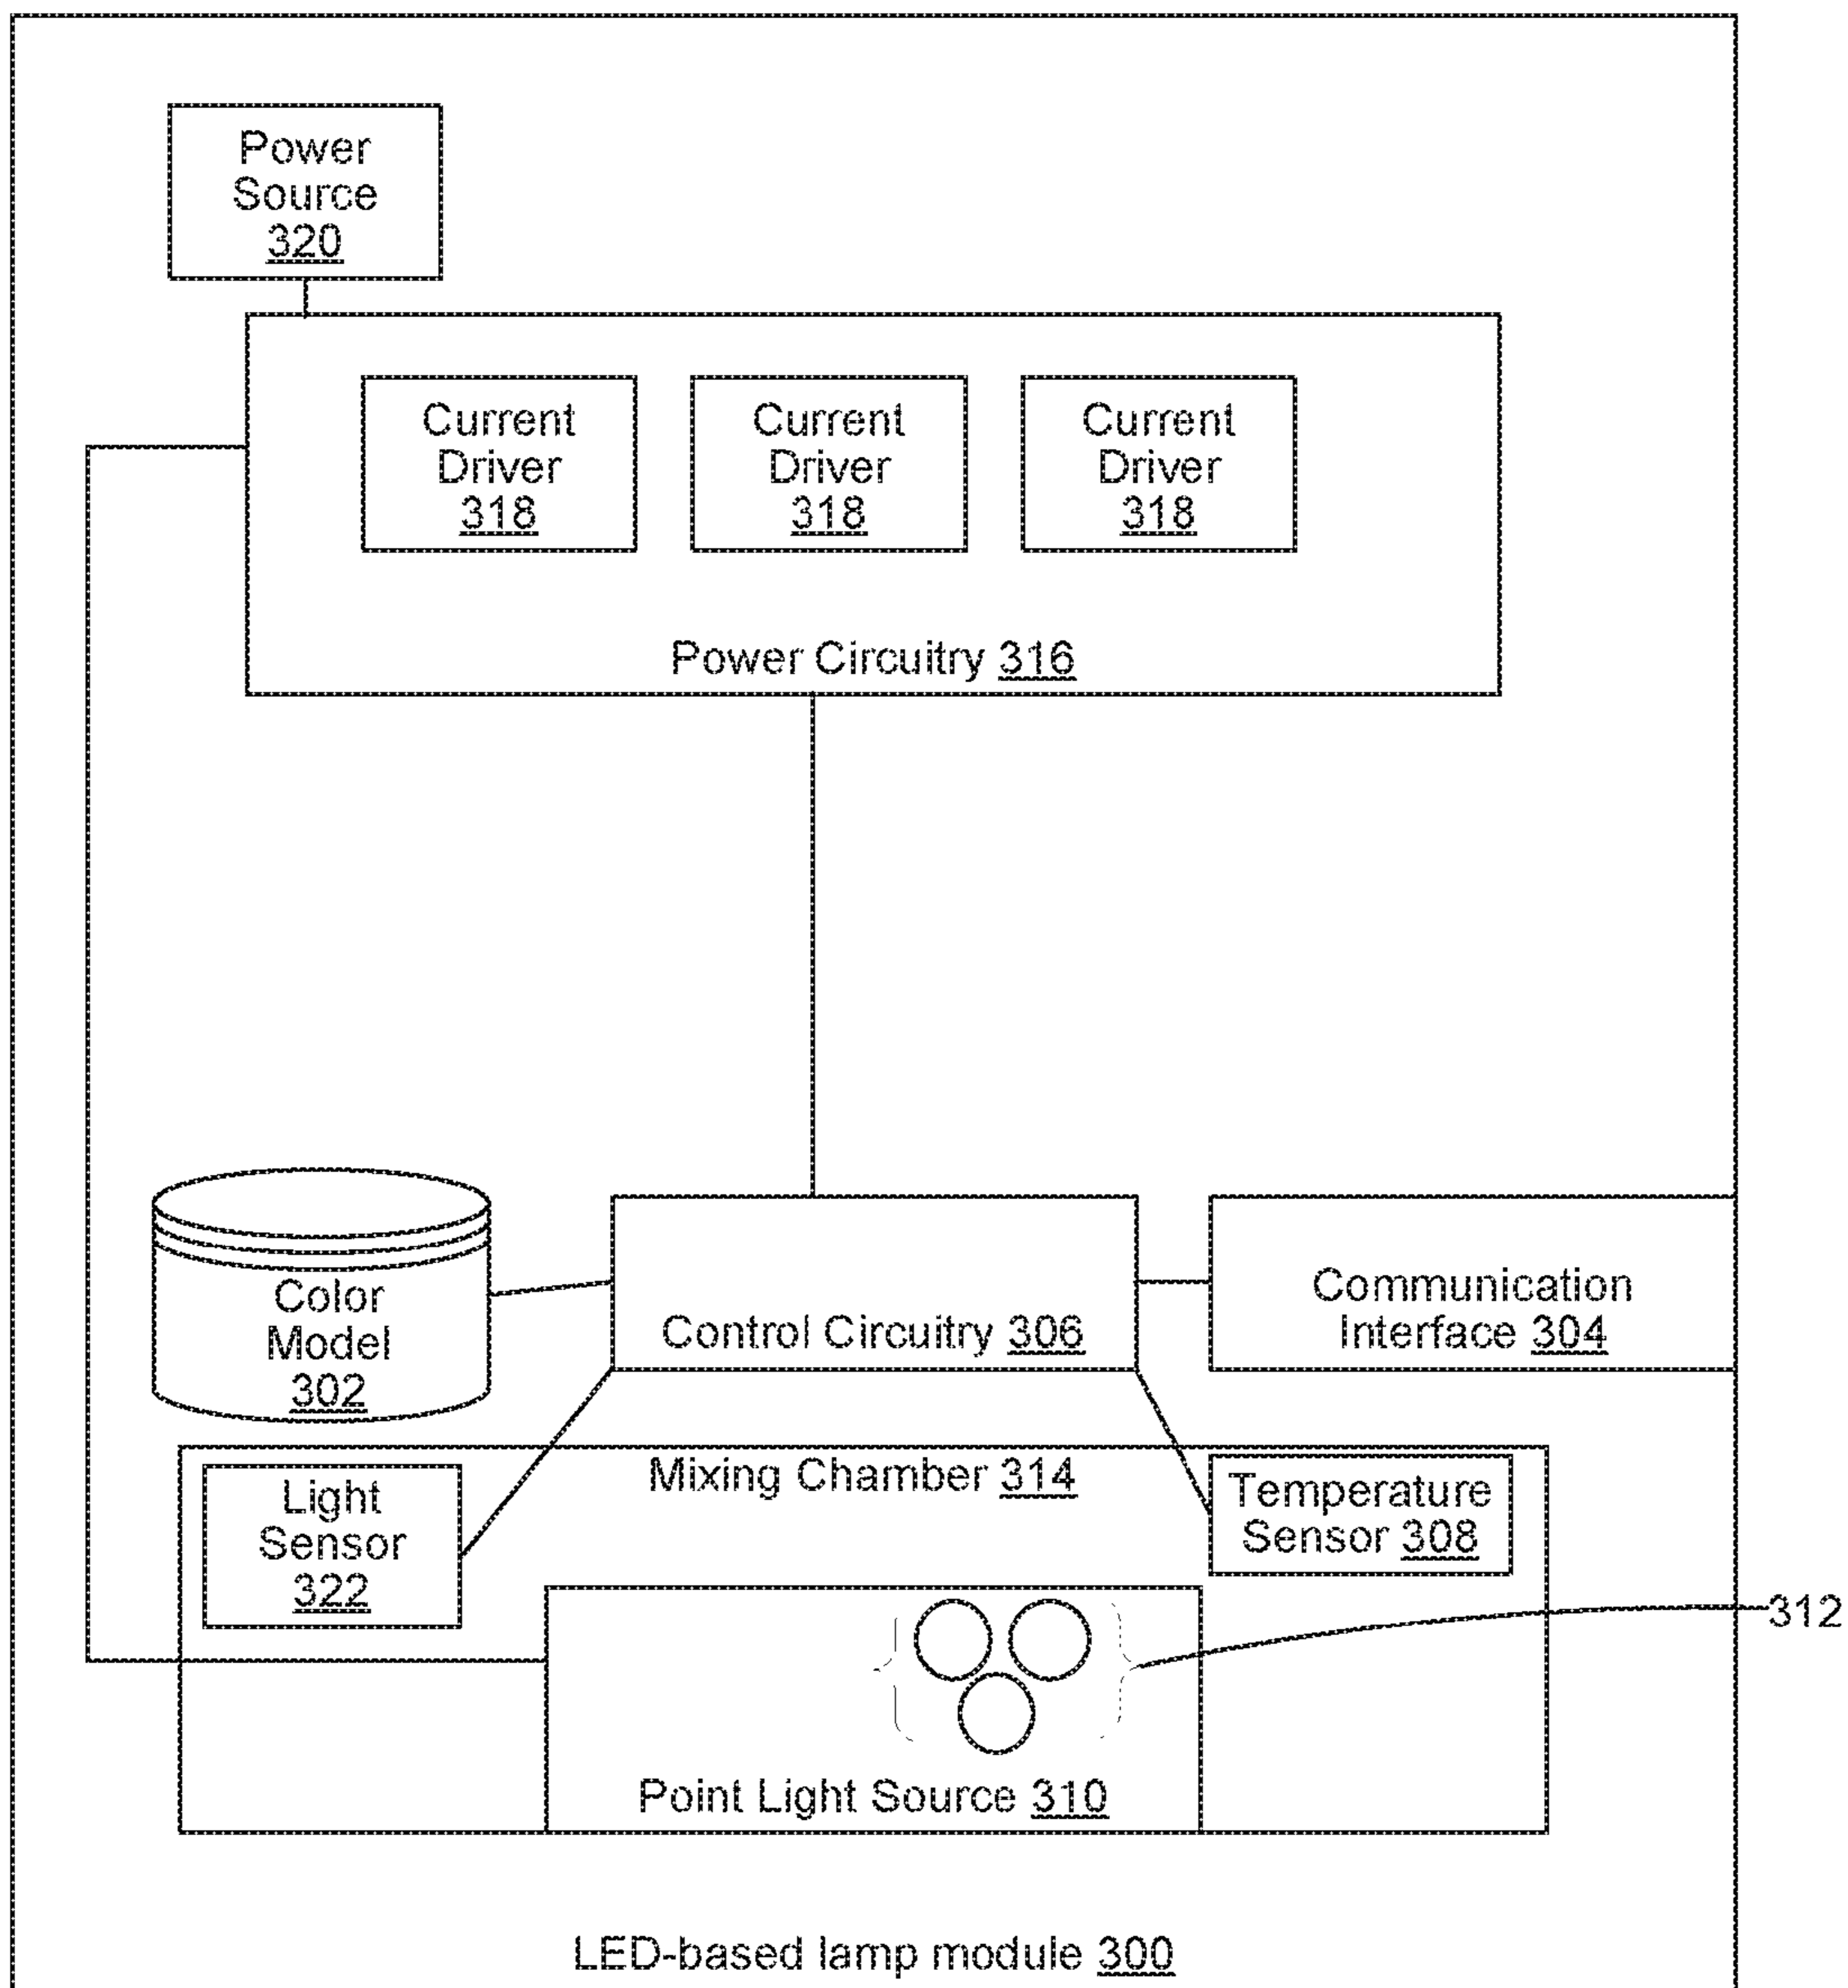 Power
Source
320
Current
Driver
318
Current
Driver
318
Current
Driver
318
Power Circuitry 316
Color
Model
302
Control Circuitry 306
Communication
Interface 304
Mixing Chamber 314
Light
Sensor
322
Temperature
Sensor 308
312
Point Light Source 310
LED-based lamp module 300